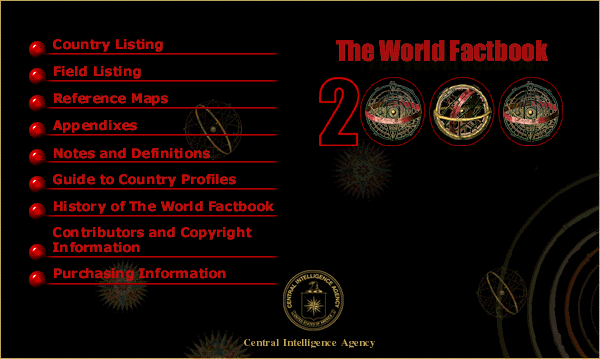 Country Listing
Field Listing
Reference Maps
Appendixes
Notes and Definitions
Guide to Country Profiles
History of The World Factbook
Contributors and Copyright
Information
Purchasing Information
The World Factbook
2000
CENTRAL INTELLIGENCE AGENCY
UNITED STATES OF AMERICA
Central Intelligence Agency